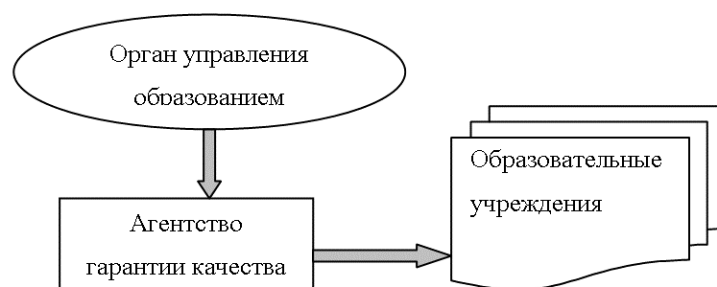 Орган управления
образованием
Образовательные
учреждения
Агентство
гарантии качества